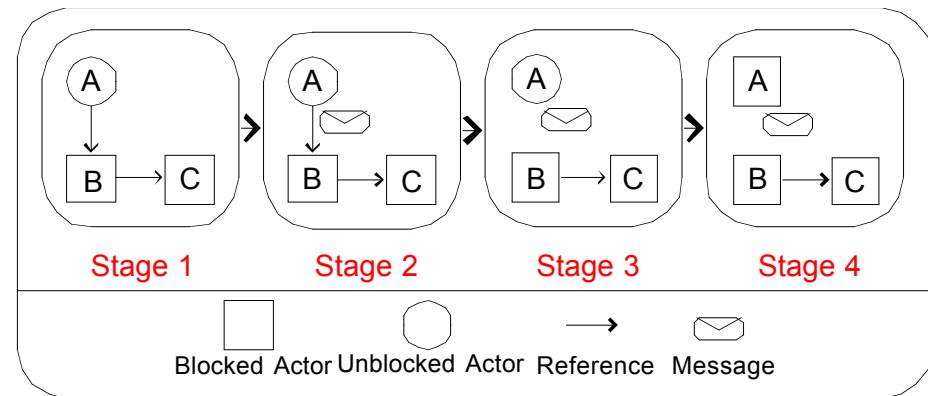 A A A A
B C B C B C B C
Stage 1 Stage 2 Stage 3 Stage 4
Blocked Actor Unblocked Actor Reference Message